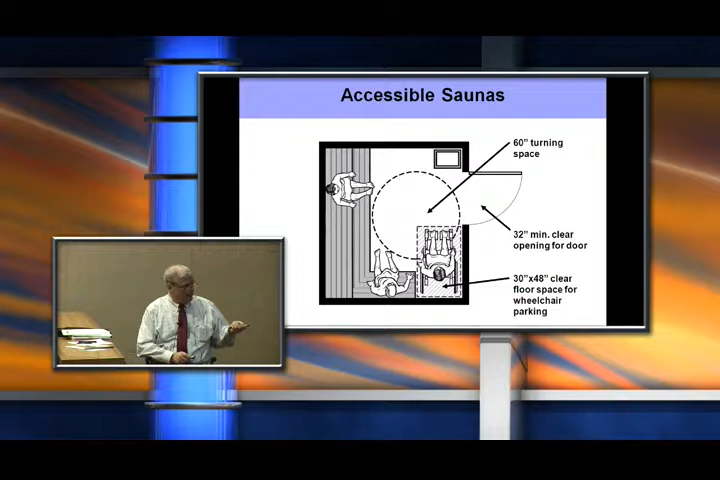 Accessible Saunas
60” turning
space
32” min. clear
opening for door
30”x48” clear
floor space for
wheelchair
parking